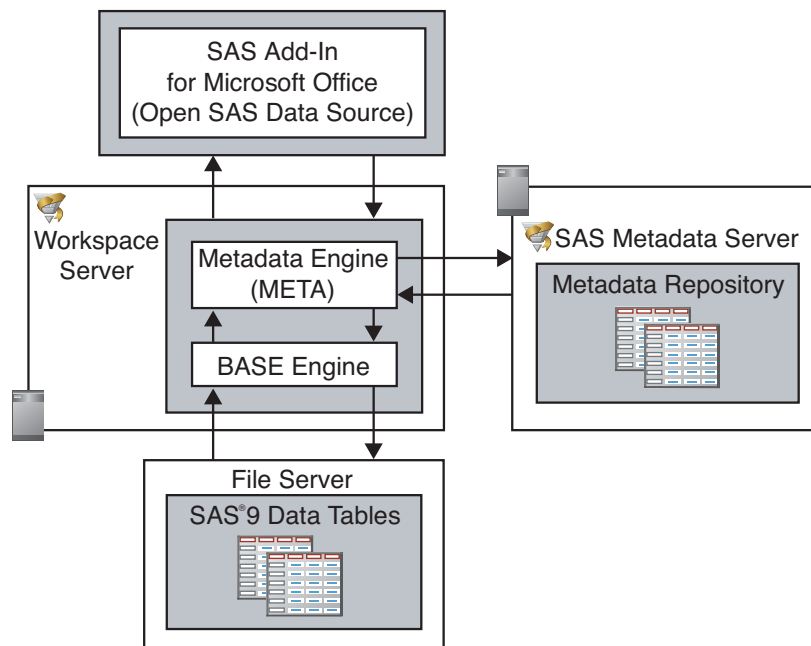 SAS Add-In
for Microsoft Office
(Open SAS Data Source)
Workspace
Server
Metadata Engine
(META)
BASE Engine
SAS Metadata Server
Metadata Repository
File Server
SAS®9 Data Tables